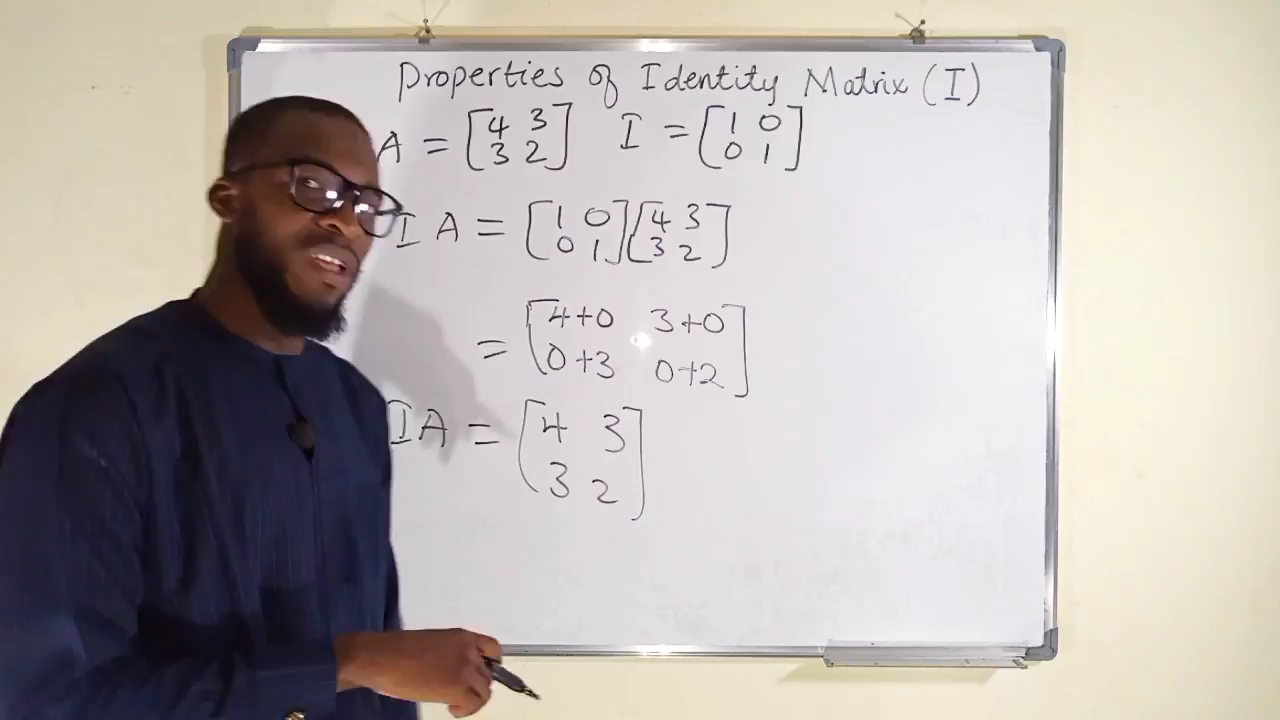 Properties of Identity Matrix (I)
A = [4 3 I = [1 0
3 2] 0 1]
I A = [1 0 [4 3
0 1] 3 2]
= [4+0 3+0
0+3 0+2]
IA = [4 3
3 2]